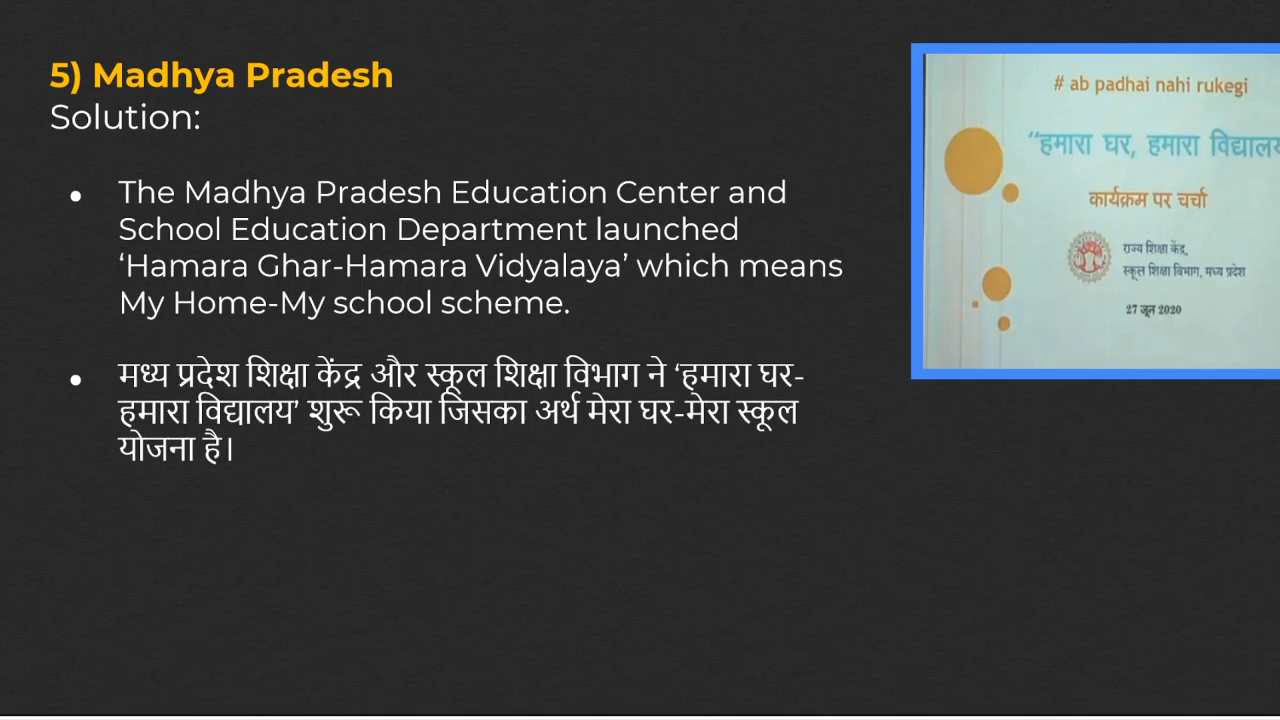 5) Madhya Pradesh
Solution:
● The Madhya Pradesh Education Center and
School Education Department launched
‘Hamara Ghar-Hamara Vidyalaya’ which means
My Home-My school scheme.
● मध्य प्रदेश शिक्षा केंद्र और स्कूल शिक्षा विभाग ने ‘हमारा घर-
हमारा विद्यालय’ शुरू किया जिसका अर्थ मेरा घर-मेरा स्कूल
योजना है।
# ab padhai nahi rukegi
“हमारा घर, हमारा विद्यालय
कार्यक्रम पर चर्चा
राज्य शिक्षा केंद्र,
स्कूल शिक्षा विभाग, मध्य प्रदेश
27 जून 2020